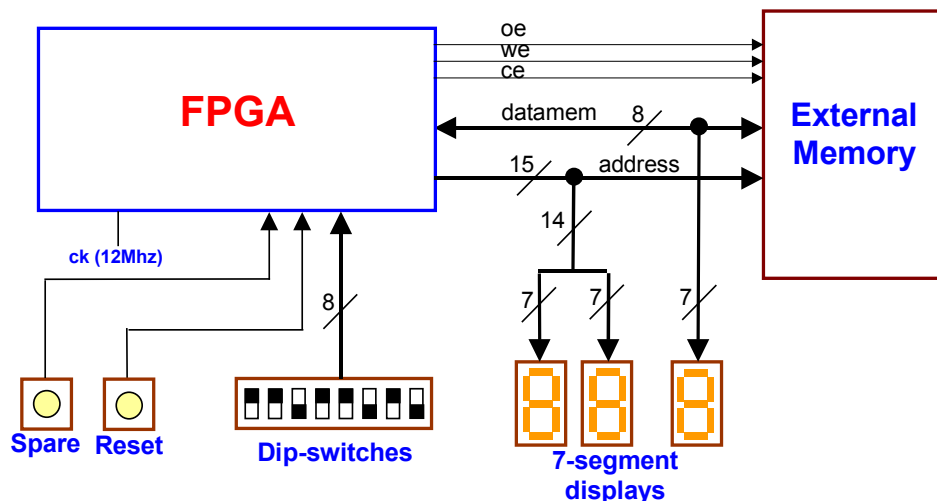 oe
we
ce
FPGA
datamem 8
External
Memory
15 address
14
ck (12Mhz)
8
7 7 7
Spare
Reset
Dip-switches
7-segment
displays